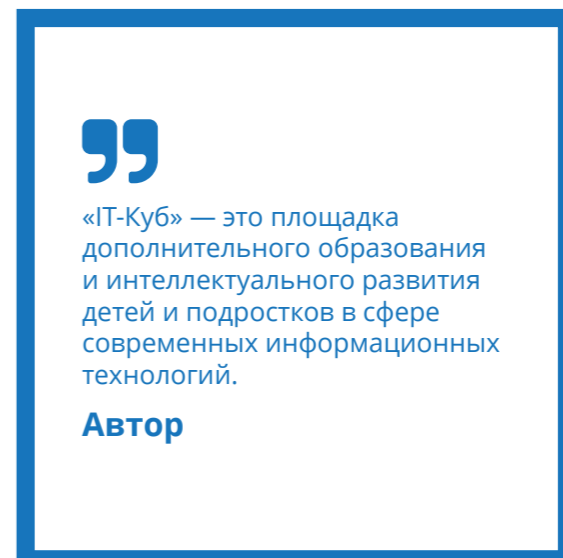 «IT-Куб» — это площадка
дополнительного образования
и интеллектуального развития
детей и подростков в сфере
современных информационных
технологий.
Автор